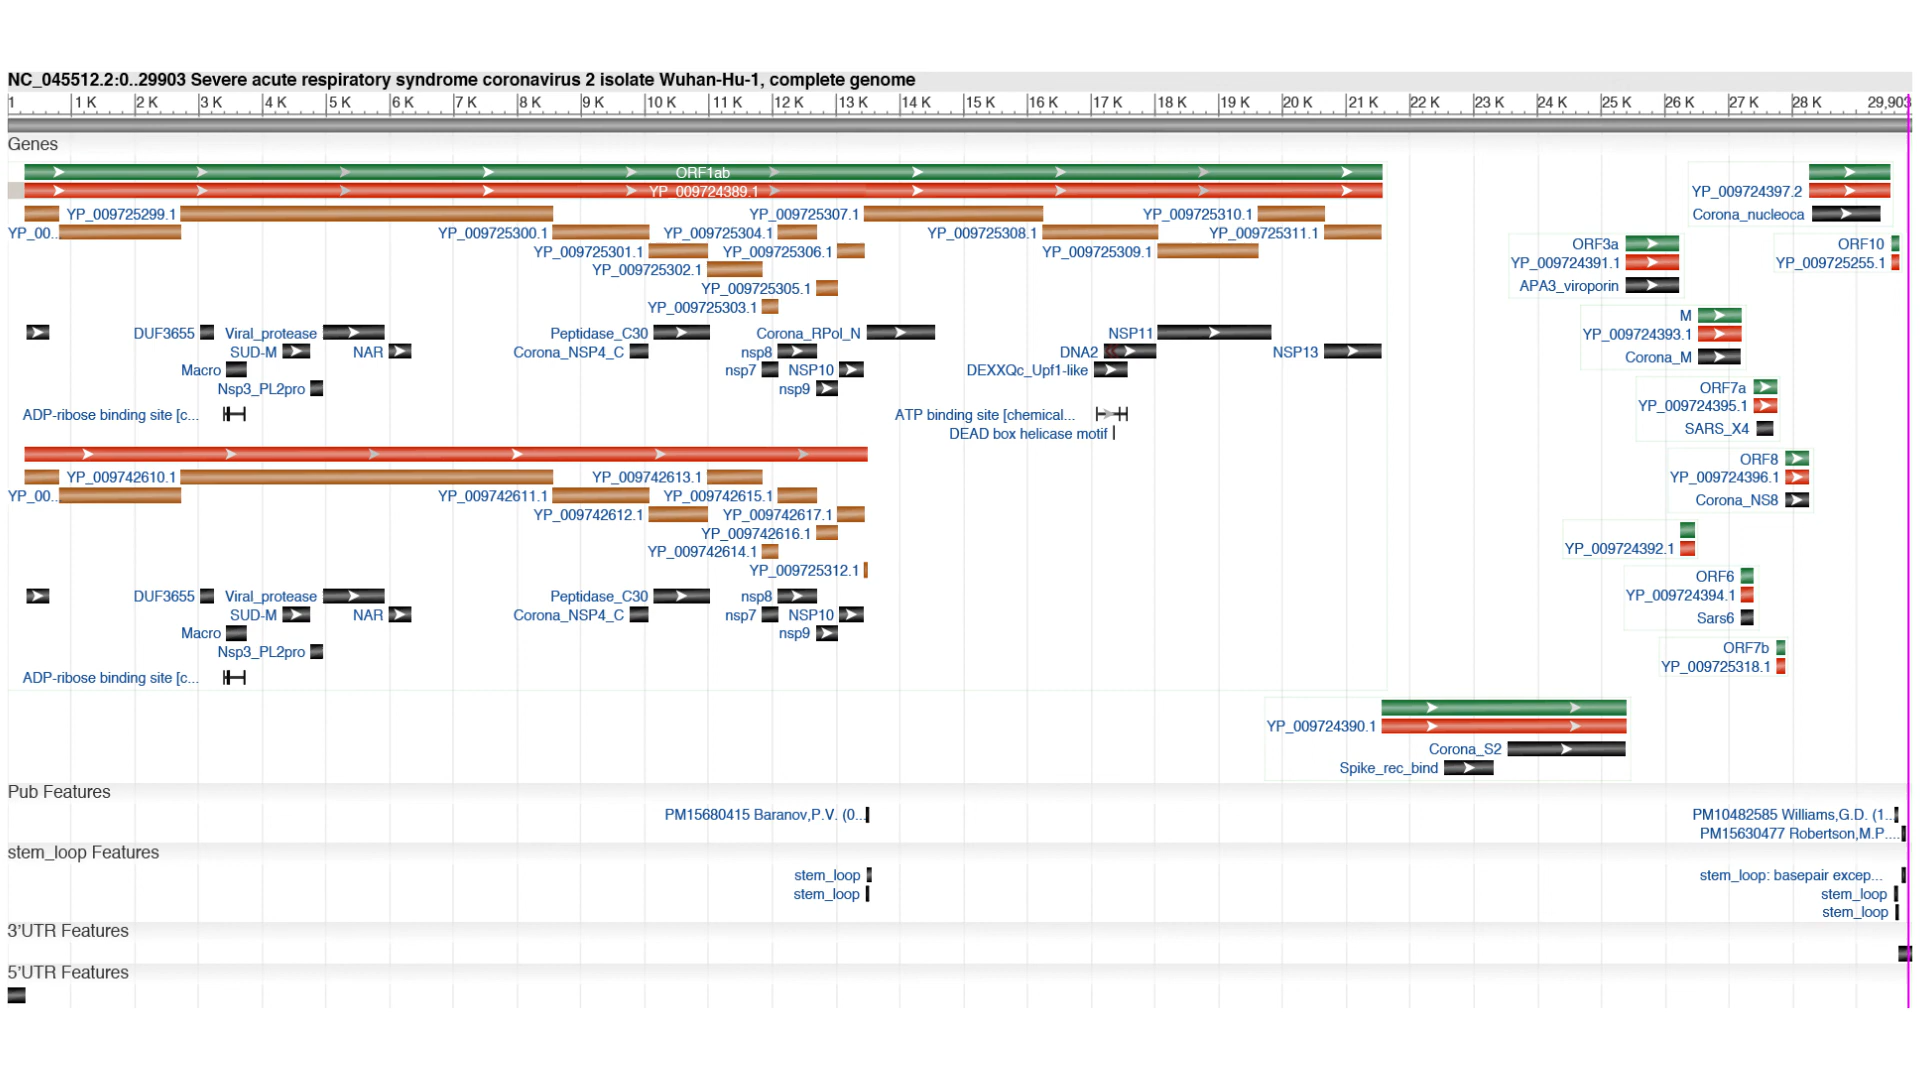 NC_045512.2:0..29903 Severe acute respiratory syndrome coronavirus 2 isolate Wuhan-Hu-1, complete genome
1 1 K 2 K 3 K 4 K 5 K 6 K 7 K 8 K 9 K 10 K 11 K 12 K 13 K 14 K 15 K 16 K 17 K 18 K 19 K 20 K 21 K 22 K 23 K 24 K 25 K 26 K 27 K 28 K 29,903
Genes
ORF1ab
YP_009724389.1 YP_009724397.2
YP_009725299.1 YP_009725307.1 YP_009725310.1 Corona_nucleoca
YP_00.. YP_009725300.1 YP_009725304.1 YP_009725308.1 YP_009725311.1
ORF3a ORF10
YP_009725301.1 YP_009725306.1 YP_009725309.1
YP_009724391.1 YP_009725255.1
YP_009725302.1
YP_009725305.1 APA3_viroporin
YP_009725303.1
M
DUF3655 Viral_protease Peptidase_C30 Corona_RPol_N NSP11 YP_009724393.1
SUD-M NAR Corona_NSP4_C nsp8 DNA2 NSP13
Corona_M
Macro nsp7 NSP10 DEXXQc_Upf1-like
Nsp3_PL2pro nsp9 ORF7a
YP_009724395.1
ADP-ribose binding site [c... ATP binding site [chemical...
SARS_X4
DEAD box helicase motif
ORF8
YP_009742610.1 YP_009742613.1 YP_009724396.1
YP_00.. YP_009742611.1 YP_009742615.1 Corona_NS8
YP_009742612.1 YP_009742617.1
YP_009742616.1
YP_009742614.1 YP_009724392.1
YP_009725312.1
ORF6
DUF3655 Viral_protease Peptidase_C30 nsp8 YP_009724394.1
SUD-M NAR Corona_NSP4_C nsp7 NSP10 Sars6
Macro nsp9
Nsp3_PL2pro ORF7b
YP_009725318.1
ADP-ribose binding site [c...
YP_009724390.1
Corona_S2
Spike_rec_bind
Pub Features
PM15680415 Baranov,P.V. (0.. PM10482585 Williams,G.D. (1..
PM15630477 Robertson,M.P....
stem_loop Features
stem_loop stem_loop: basepair excep...
stem_loop stem_loop
stem_loop
3'UTR Features
5'UTR Features